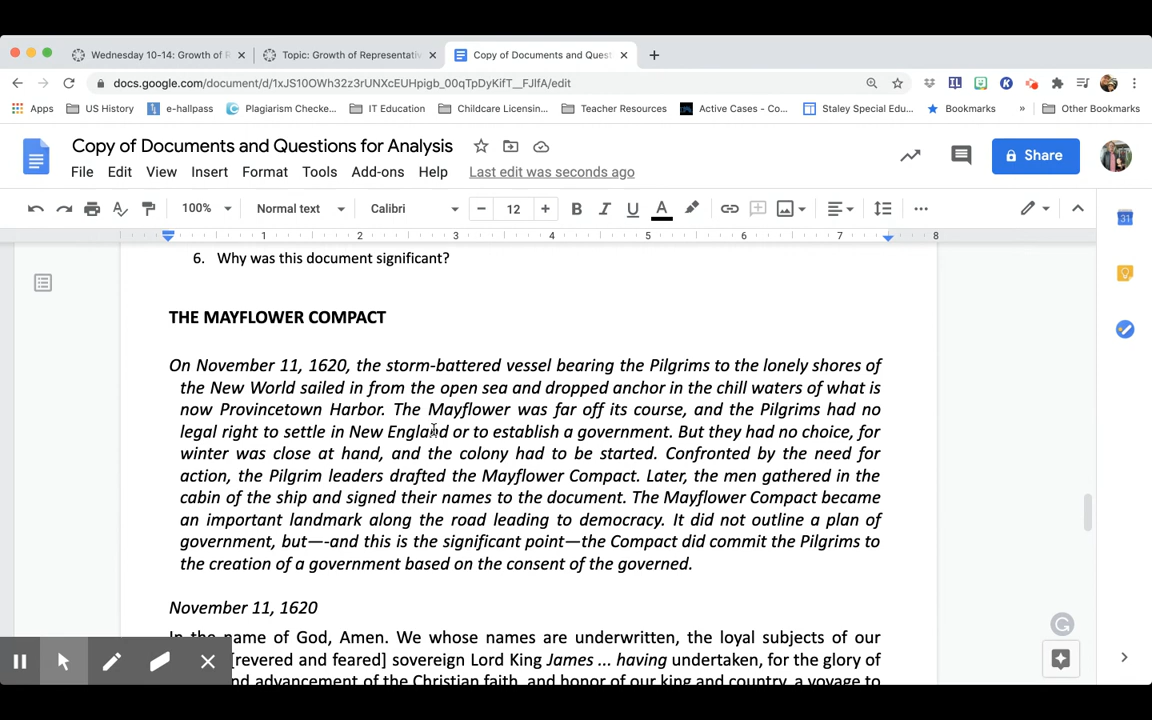 Wednesday 10-14: Growth of R
Topic: Growth of Representativ
Copy of Documents and Quest
docs.google.com/document/d/1xJS10OWh32z3rUNXcEUHpigb_00qTpDyKifT__FJIfA/edit
Apps
US History
e-hallpass
Plagiarism Checke...
IT Education
Childcare Licensin...
Teacher Resources
Active Cases - Co...
Staley Special Edu...
Bookmarks
»
Other Bookmarks
Copy of Documents and Questions for Analysis
Share
File Edit View Insert Format Tools Add-ons Help Last edit was seconds ago
100% Normal text Calibri 12 B I U A
1 2 3 4 5 6 7 8
31
6. Why was this document significant?
THE MAYFLOWER COMPACT
On November 11, 1620, the storm-battered vessel bearing the Pilgrims to the lonely shores of
the New World sailed in from the open sea and dropped anchor in the chill waters of what is
now Provincetown Harbor. The Mayflower was far off its course, and the Pilgrims had no
legal right to settle in New England or to establish a government. But they had no choice, for
winter was close at hand, and the colony had to be started. Confronted by the need for
action, the Pilgrim leaders drafted the Mayflower Compact. Later, the men gathered in the
cabin of the ship and signed their names to the document. The Mayflower Compact became
an important landmark along the road leading to democracy. It did not outline a plan of
government, but—-and this is the significant point—the Compact did commit the Pilgrims to
the creation of a government based on the consent of the governed.
November 11, 1620
In the name of God, Amen. We whose names are underwritten, the loyal subjects of our
[revered and feared] sovereign Lord King James ... having undertaken, for the glory of
and advancement of the Christian faith, and honor of our king and country, a voyage to